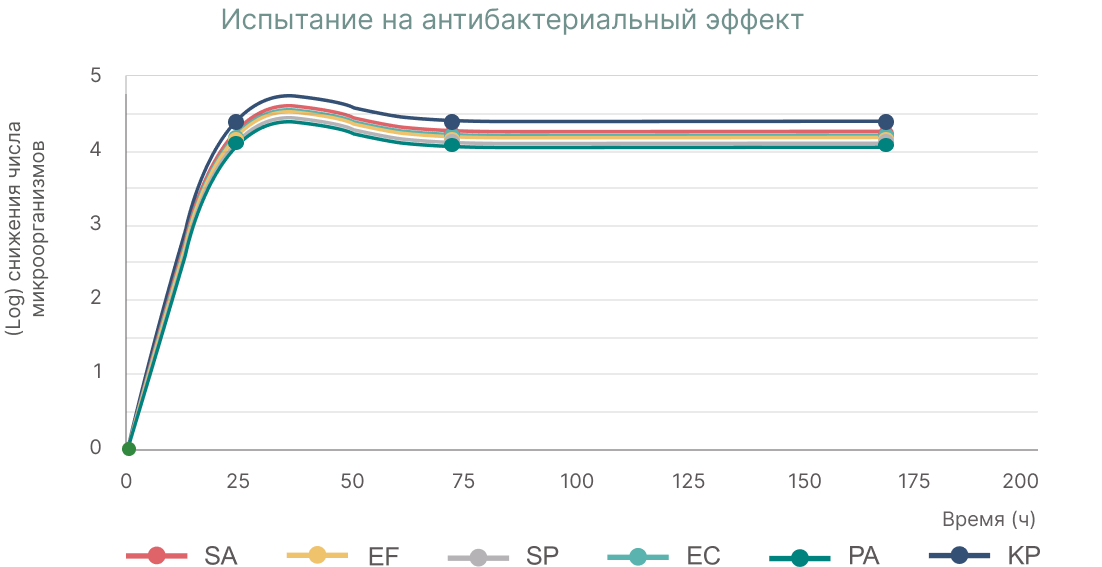 Испытание на антибактериальный эффект
(Log) снижения числа
микроорганизмов
5
4
3
2
1
0
0 25 50 75 100 125 150 175 200
Время (ч)
SA EF SP EC PA KP